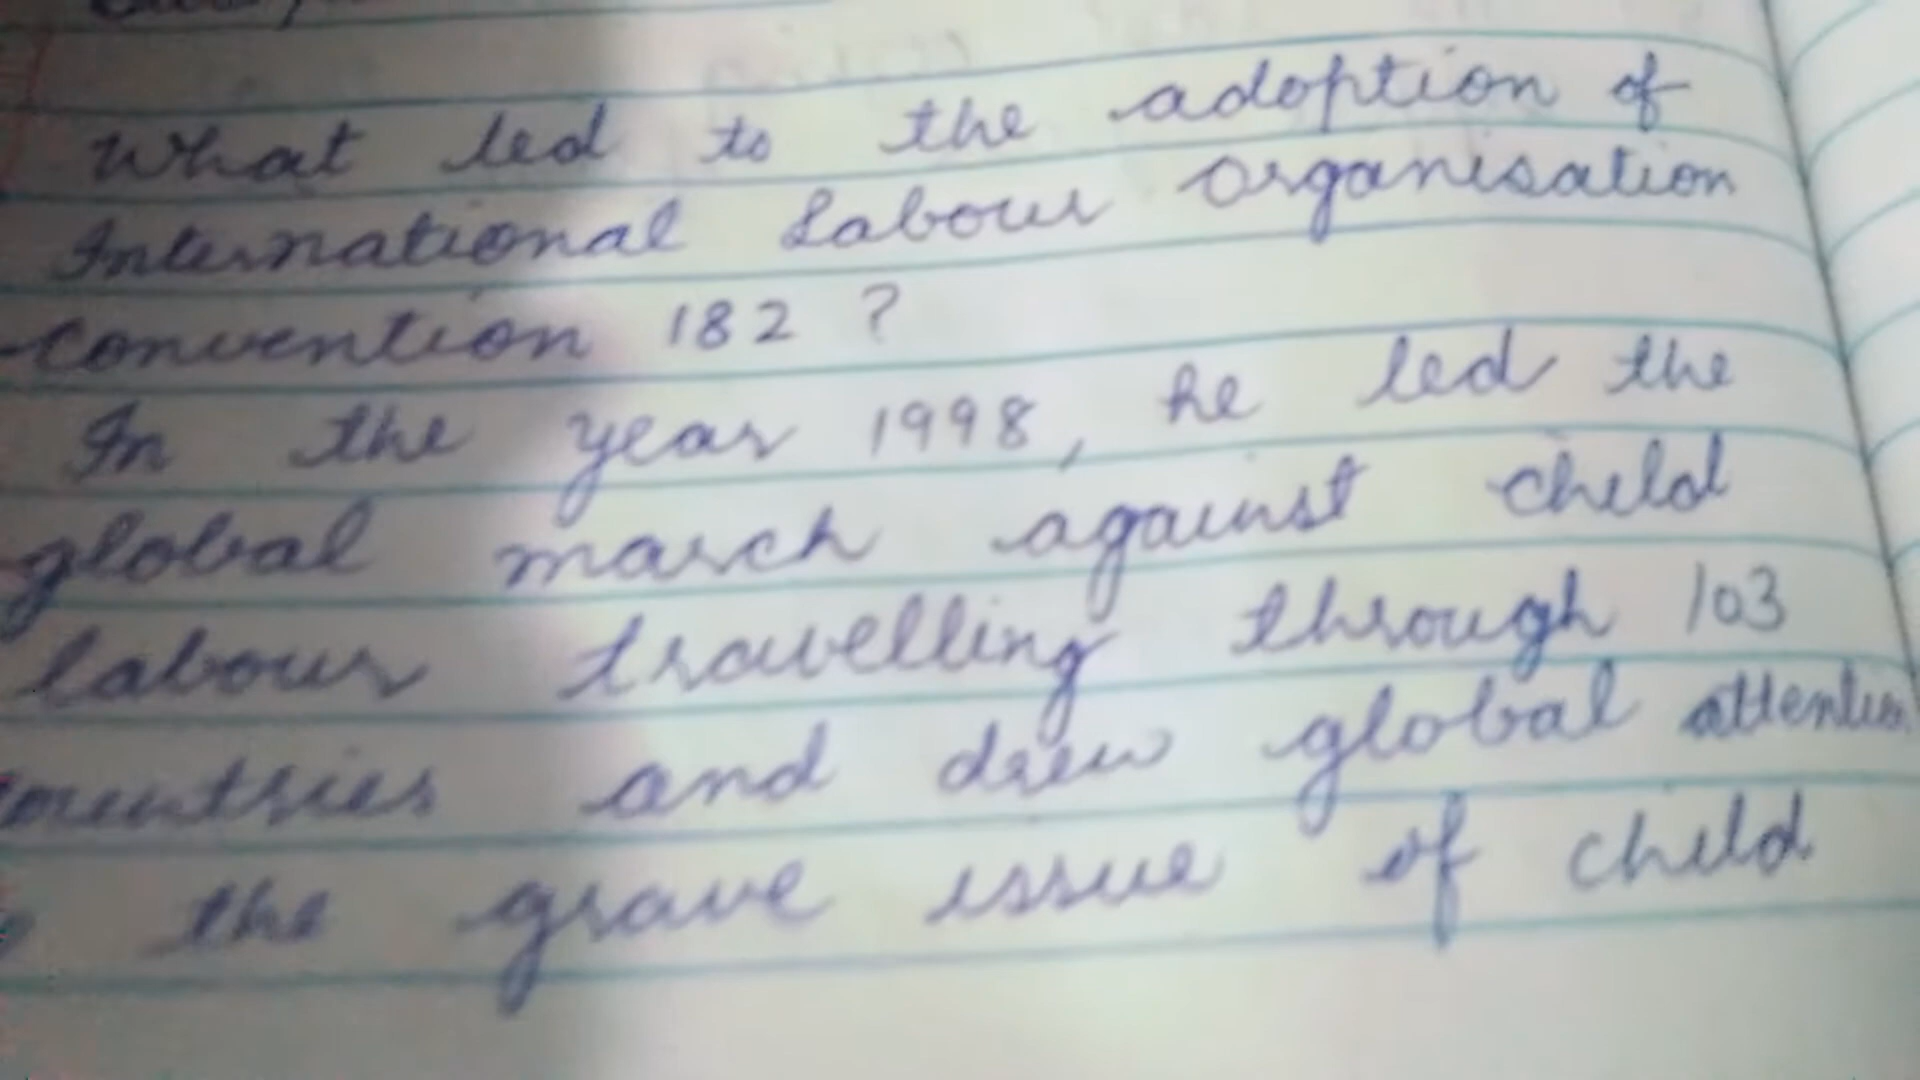 What led to the adoption of
International Labour Organisation
Convention 182 ?
In the year 1998, he led the
global march against child
labour travelling through 103
countries and drew global attention
the grave issue of child